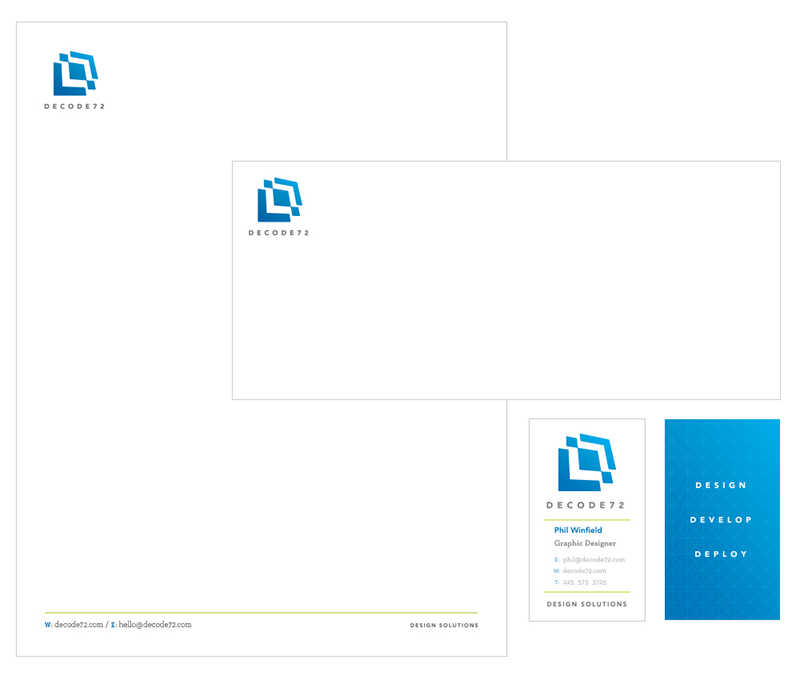 DECODE72
DECODE72
DECODE72
Phil Winfield
Graphic Designer
E: phil@decode72.com
W: decode72.com
T: 225 573 3725
DESIGN SOLUTIONS
DESIGN
DEVELOP
DEPLOY
W: decode72.com / E: hello@decode72.com
DESIGN SOLUTIONS